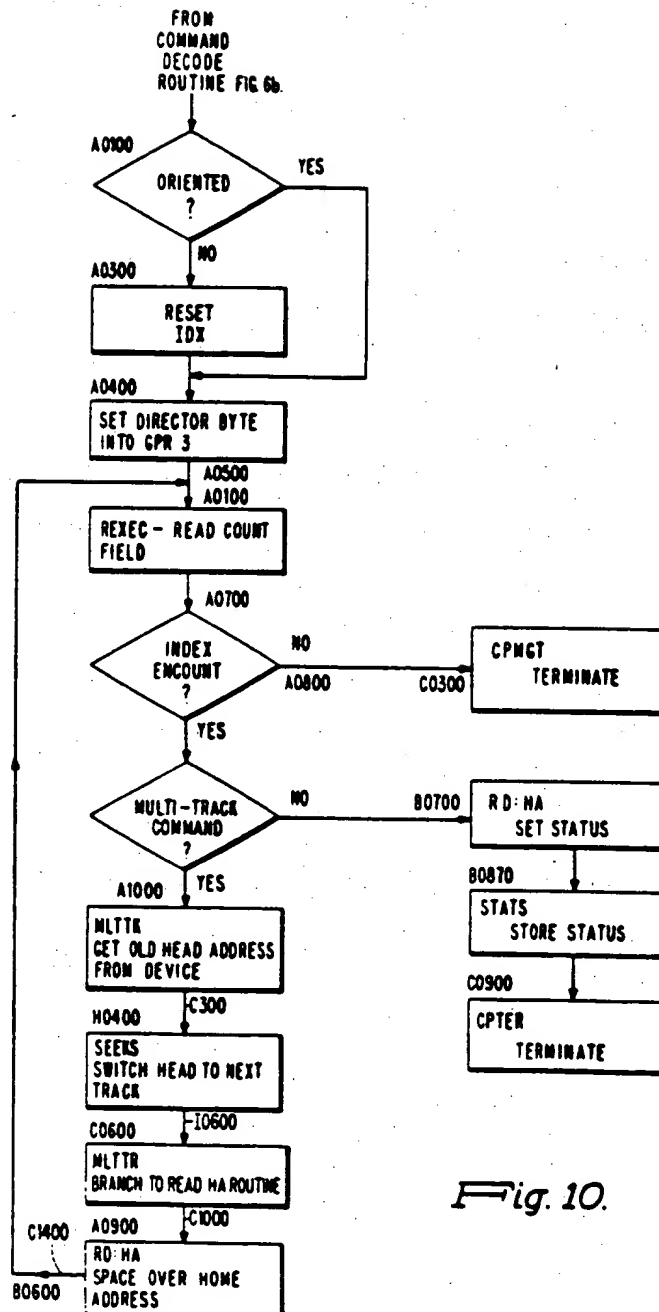 FROM
COMMAND
DECODE
ROUTINE FIG. 6b.
A0100
YES
ORIENTED
?
NO
A0300
RESET
IDX
A0400
SET DIRECTOR BYTE
INTO GPR 3
A0500
A0100
REXEC - READ COUNT
FIELD
A0700
INDEX
ENCOUNT
?
NO
A0800
C0300
CPMGT
TERMINATE
YES
MULTI-TRACK
COMMAND
?
NO
B0700
RD:HA
SET STATUS
A1000
YES
B0870
MLTTK
GET OLD HEAD ADDRESS
FROM DEVICE
STATS
STORE STATUS
C300
H0400
C0900
SEEKS
SWITCH HEAD TO NEXT
TRACK
CPTER
TERMINATE
I0600
C0600
MLTTR
BRANCH TO READ HA ROUTINE
C1000
A0900
C1400
B0600
RD:HA
SPACE OVER HOME
ADDRESS
Fig. 10.